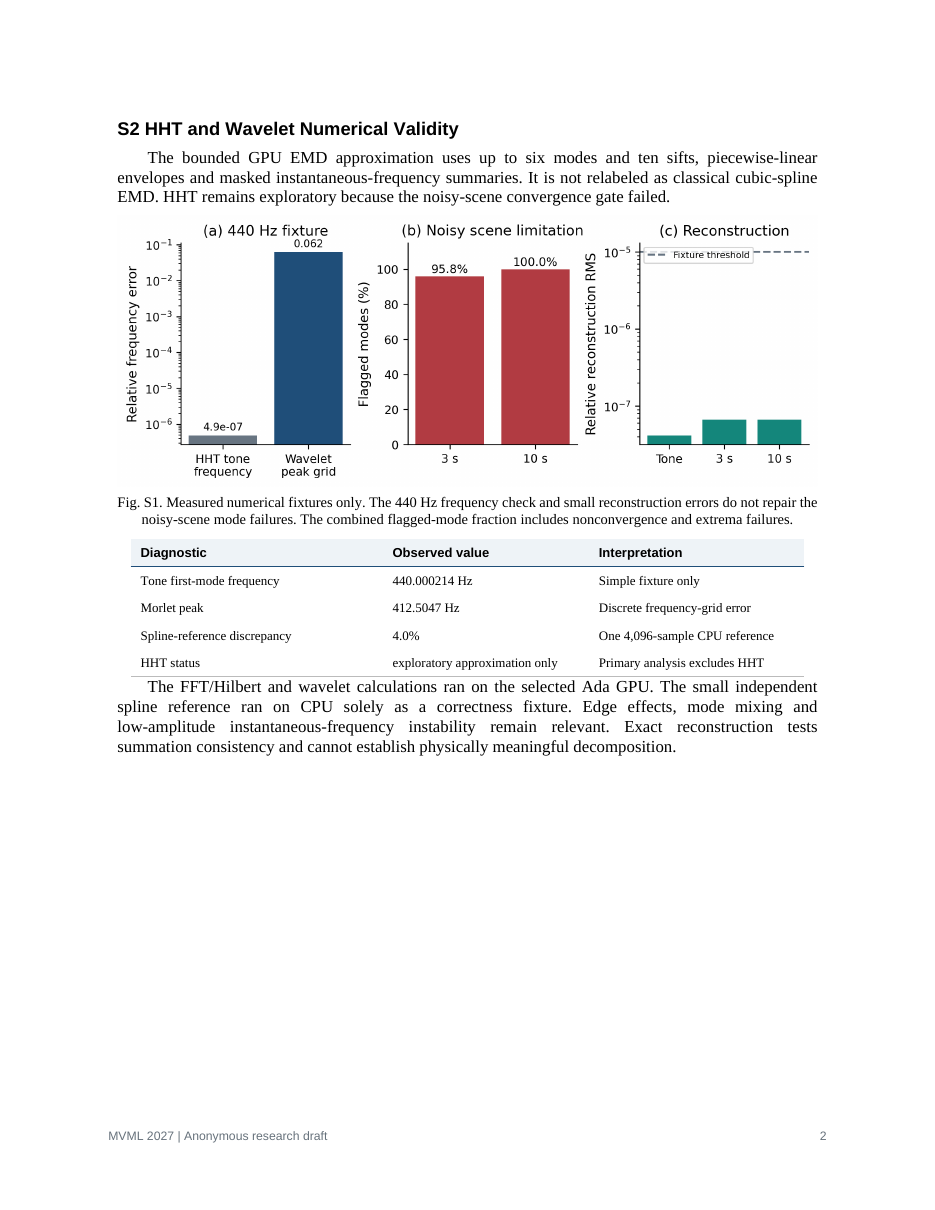 S2 HHT and Wavelet Numerical Validity
The bounded GPU EMD approximation uses up to six modes and ten sifts, piecewise-linear
envelopes and masked instantaneous-frequency summaries. It is not relabeled as classical cubic-spline
EMD. HHT remains exploratory because the noisy-scene convergence gate failed.
(a) 440 Hz fixture
Relative frequency error
10⁻¹
10⁻²
10⁻³
10⁻⁴
10⁻⁵
10⁻⁶
0.062
4.9e-07
HHT tone
frequency
Wavelet
peak grid
(b) Noisy scene limitation
Flagged modes (%)
100
80
60
40
20
0
95.8%
100.0%
3 s
10 s
(c) Reconstruction
Relative reconstruction RMS
10⁻⁵
10⁻⁶
10⁻⁷
Fixture threshold
Tone
3 s
10 s
Fig. S1. Measured numerical fixtures only. The 440 Hz frequency check and small reconstruction errors do not repair the
noisy-scene mode failures. The combined flagged-mode fraction includes nonconvergence and extrema failures.
Diagnostic Observed value Interpretation
Tone first-mode frequency 440.000214 Hz Simple fixture only
Morlet peak 412.5047 Hz Discrete frequency-grid error
Spline-reference discrepancy 4.0% One 4,096-sample CPU reference
HHT status exploratory approximation only Primary analysis excludes HHT
The FFT/Hilbert and wavelet calculations ran on the selected Ada GPU. The small independent
spline reference ran on CPU solely as a correctness fixture. Edge effects, mode mixing and
low-amplitude instantaneous-frequency instability remain relevant. Exact reconstruction tests
summation consistency and cannot establish physically meaningful decomposition.
MVML 2027 | Anonymous research draft 2